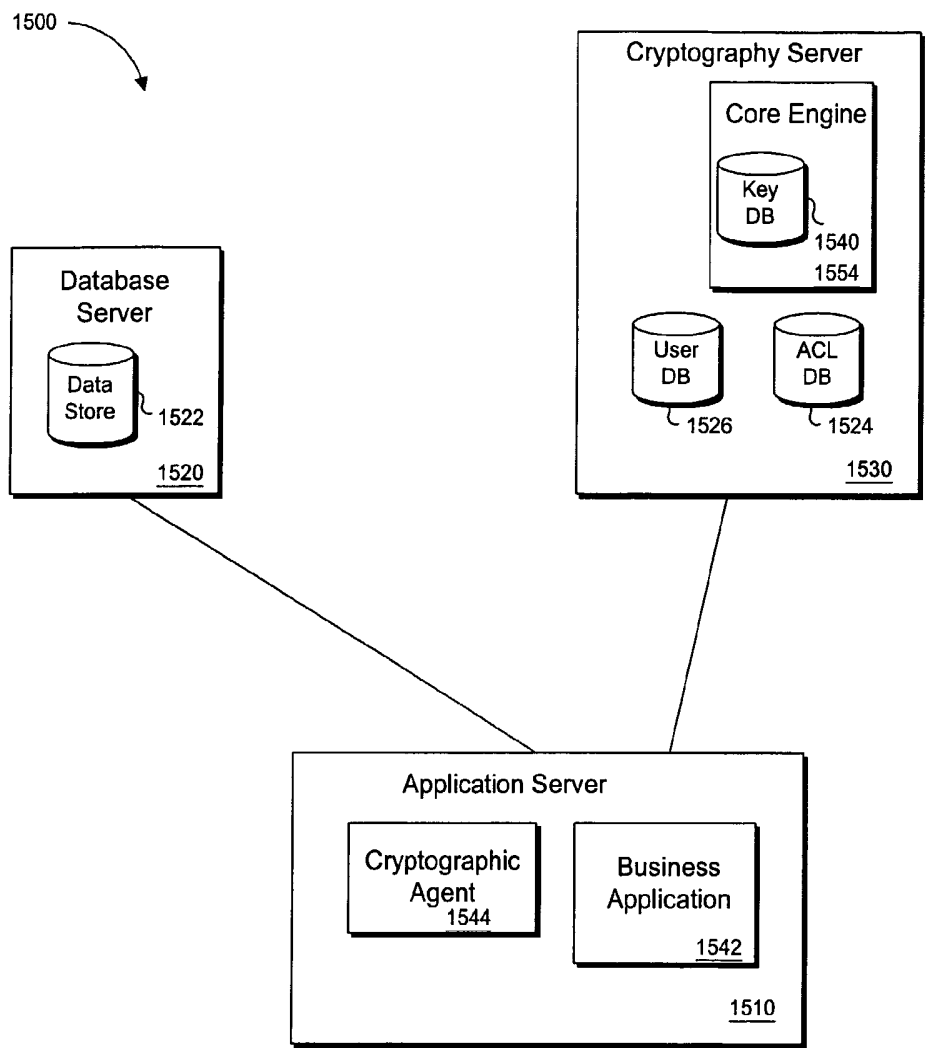 1500
Cryptography Server
Core Engine
Key
DB
1540
1554
User
DB
1526
ACL
DB
1524
1530
Database
Server
Data
Store
1522
1520
Application Server
Cryptographic
Agent
1544
Business
Application
1542
1510